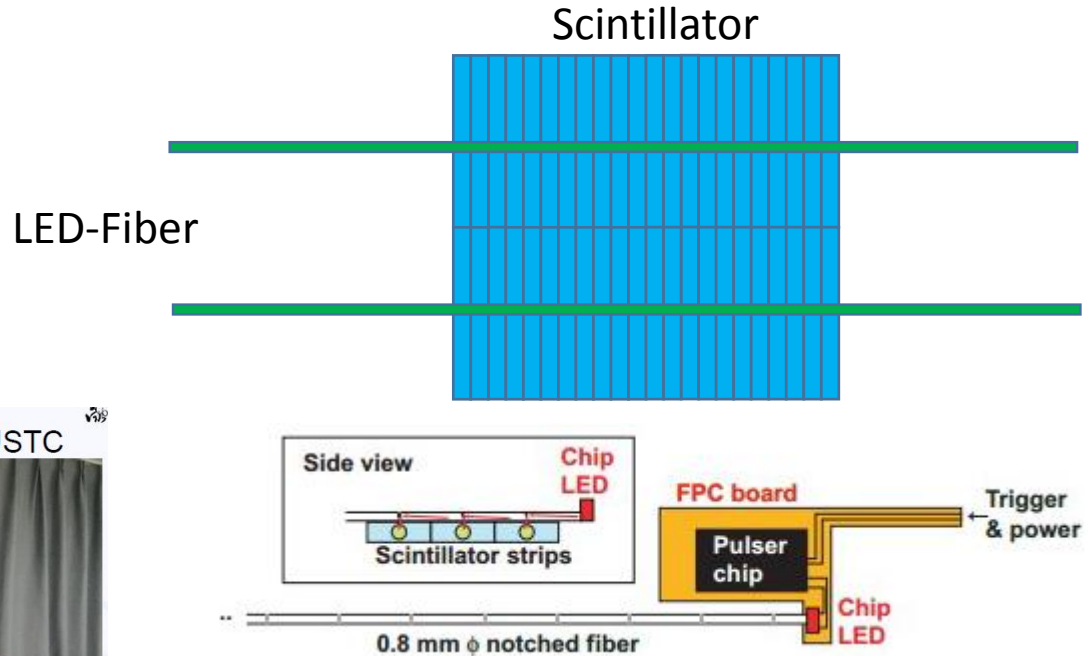 Scintillator
LED-Fiber
STC
Side view
Chip
LED
Scintillator strips
FPC board
Pulser
chip
Trigger
& power
Chip
LED
0.8 mm ϕ notched fiber